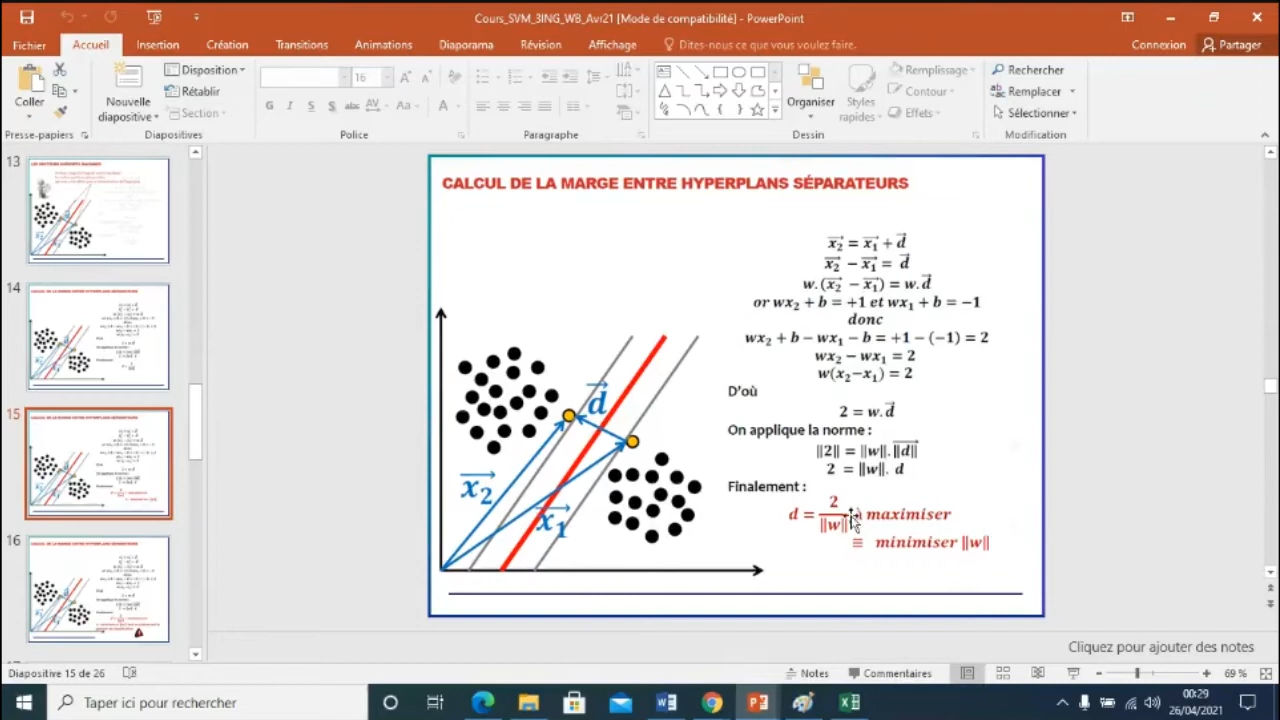 Cours_SVM_3ING_WB_Avr21 [Mode de compatibilité] - PowerPoint
Fichier Accueil Insertion Création Transitions Animations Diaporama Révision Affichage Dites-nous ce que vous voulez faire. Connexion Partager
Coller
Nouvelle diapositive
Disposition
Rétablir
Section
16
G I S S abc AV Aa A
Organiser
Styles rapides
Remplissage
Contour
Effets
Rechercher
Remplacer
Sélectionner
Presse-papiers Diapositives Police Paragraphe Dessin Modification
13
14
15
16
CALCUL DE LA MARGE ENTRE HYPERPLANS SÉPARATEURS
x₂⃗ = x₁⃗ + d⃗
x₂⃗ − x₁⃗ = d⃗
w.(x₂⃗ − x₁⃗) = w.d⃗
or wx₂ + b = +1 et wx₁ + b = −1
donc
wx₂ + b − wx₁ − b = +1 − (−1) = 2
wx₂ − wx₁ = 2
w(x₂−x₁) = 2
D'où
2 = w.d⃗
On applique la norme :
‖2‖ = ‖w‖.‖d⃗‖
2 = ‖w‖. d
Finalement :
d = 2/‖w‖ maximiser
≡ minimiser ‖w‖
d⃗
x₂⃗
x₁⃗
Cliquez pour ajouter des notes
Diapositive 15 de 26 Notes Commentaires 69 %
Taper ici pour rechercher
00:29
26/04/2021